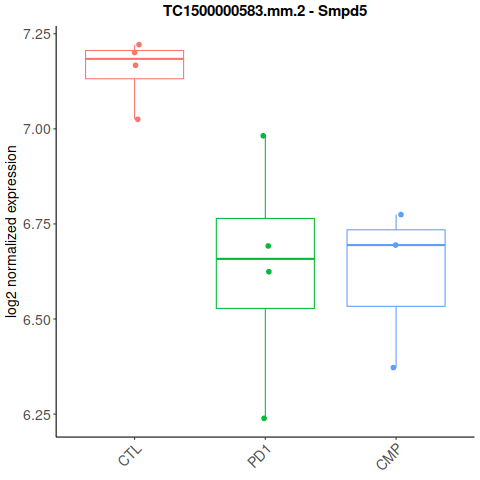 TC1500000583.mm.2 - Smpd5
log2 normalized expression
7.25
7.00
6.75
6.50
6.25
CTL
PD1
CMP